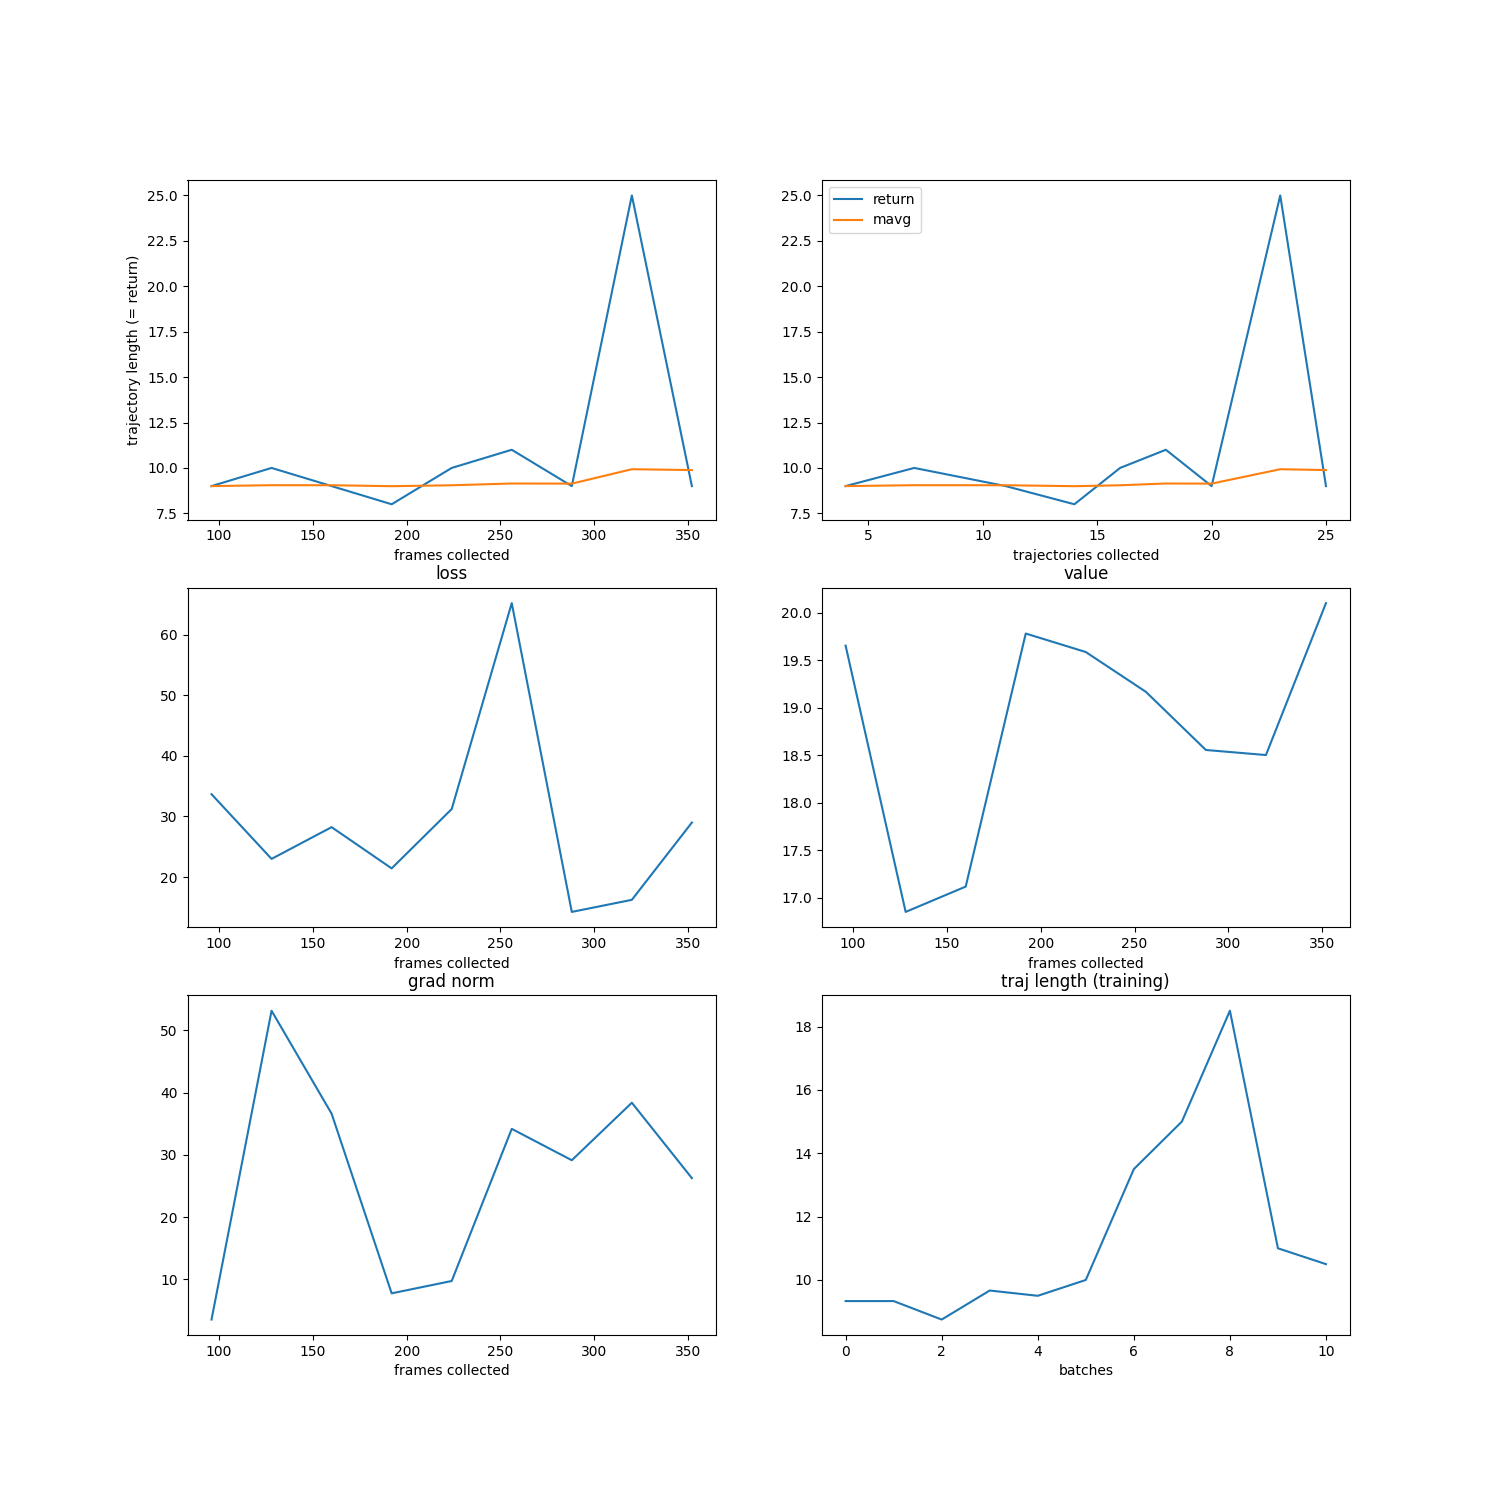 25.0
22.5
20.0
17.5
15.0
12.5
10.0
7.5
trajectory length (= return)
100 150 200 250 300 350
frames collected
return
mavg
25.0
22.5
20.0
17.5
15.0
12.5
10.0
7.5
5 10 15 20 25
trajectories collected
loss
60
50
40
30
20
100 150 200 250 300 350
frames collected
value
20.0
19.5
19.0
18.5
18.0
17.5
17.0
100 150 200 250 300 350
frames collected
grad norm
50
40
30
20
10
100 150 200 250 300 350
frames collected
traj length (training)
18
16
14
12
10
0 2 4 6 8 10
batches